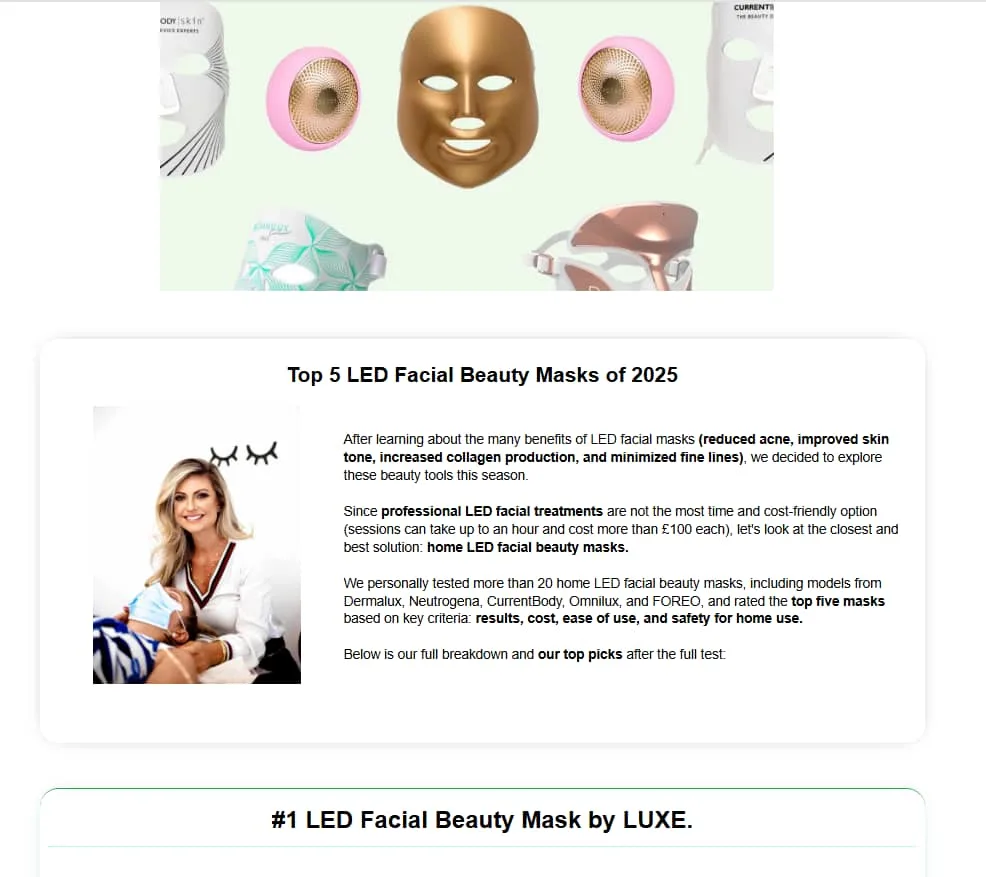 ODY|skin
VICE EXPERTS
CURRENT
THE BEAUTY D
Top 5 LED Facial Beauty Masks of 2025
After learning about the many benefits of LED facial masks (reduced acne, improved skin
tone, increased collagen production, and minimized fine lines), we decided to explore
these beauty tools this season.
Since professional LED facial treatments are not the most time and cost-friendly option
(sessions can take up to an hour and cost more than £100 each), let's look at the closest and
best solution: home LED facial beauty masks.
We personally tested more than 20 home LED facial beauty masks, including models from
Dermalux, Neutrogena, CurrentBody, Omnilux, and FOREO, and rated the top five masks
based on key criteria: results, cost, ease of use, and safety for home use.
Below is our full breakdown and our top picks after the full test:
#1 LED Facial Beauty Mask by LUXE.